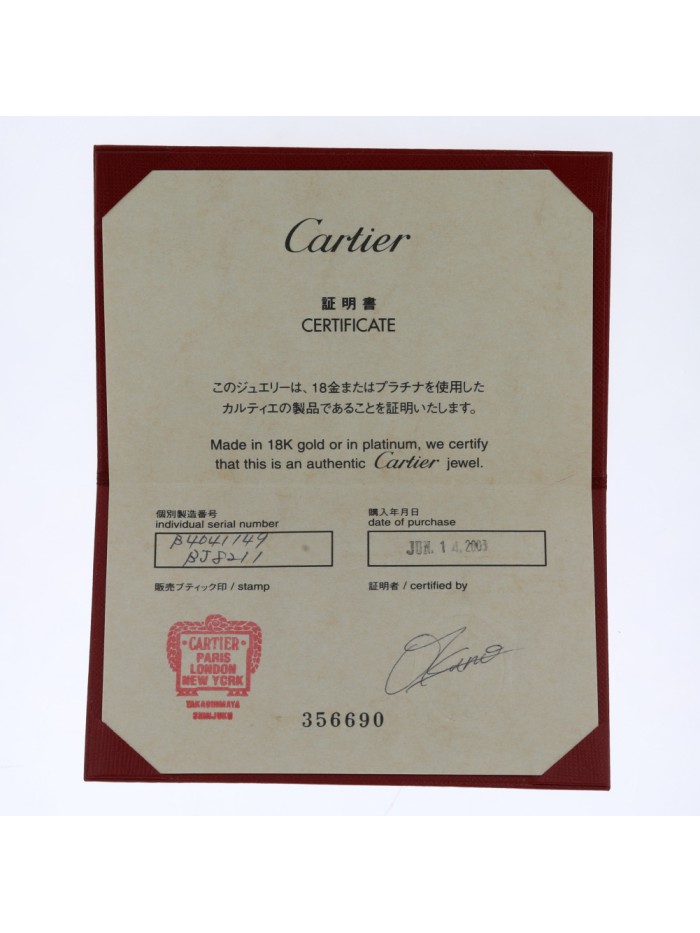 Cartier
証明書
CERTIFICATE
このジュエリーは、18金またはプラチナを使用した
カルティエの製品であることを証明いたします。
Made in 18K gold or in platinum, we certify
that this is an authentic Cartier jewel.
個別製造番号
individual serial number
B4041149
BJ8211
購入年月日
date of purchase
JUN. 14. 2003
販売ブティック印 / stamp
証明者 / certified by
CARTIER
PARIS
LONDON
NEW YORK
TAKASHIMAYA
SHINJUKU
Okano
356690